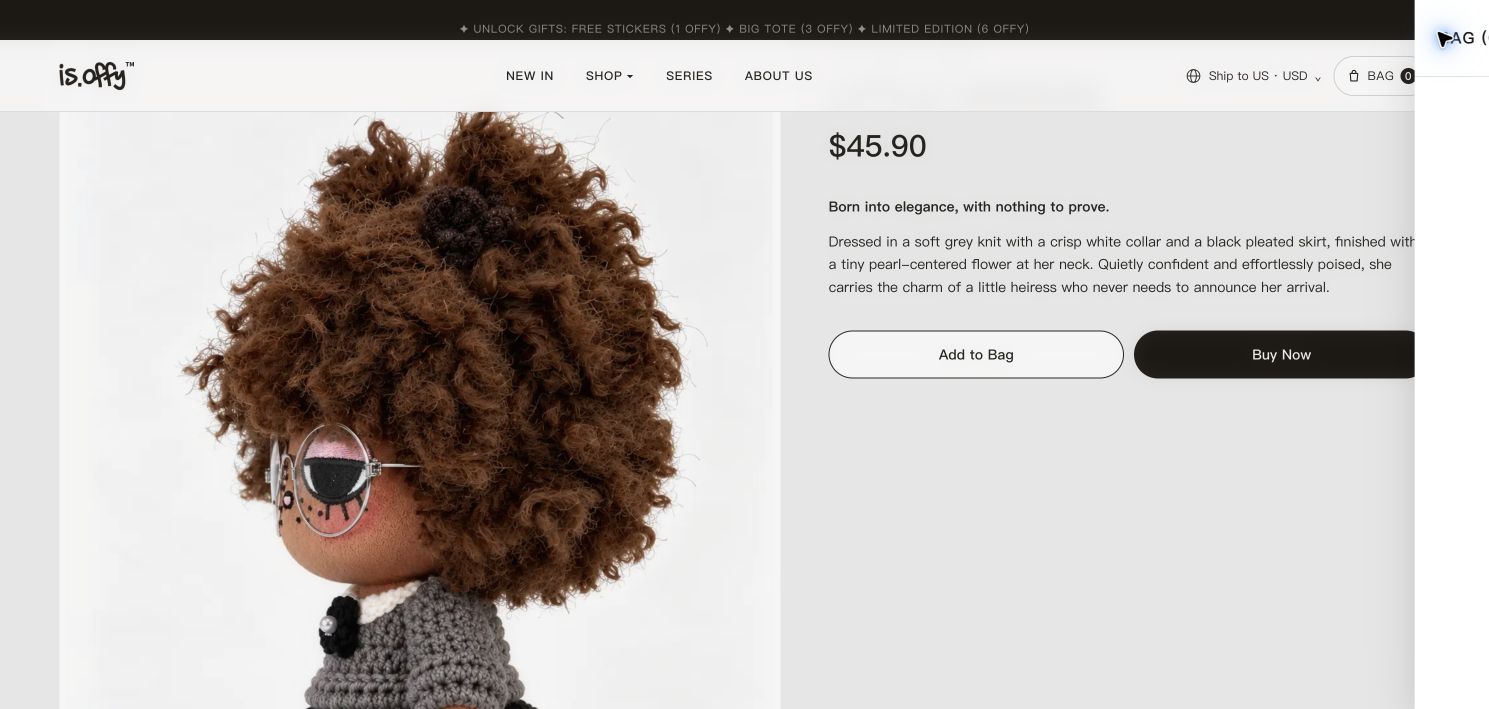 ✦ UNLOCK GIFTS: FREE STICKERS (1 OFFY) ✦ BIG TOTE (3 OFFY) ✦ LIMITED EDITION (6 OFFY)
is.offy™
NEW IN
SHOP
SERIES
ABOUT US
Ship to US · USD
BAG 0
$45.90
Born into elegance, with nothing to prove.
Dressed in a soft grey knit with a crisp white collar and a black pleated skirt, finished with
a tiny pearl-centered flower at her neck. Quietly confident and effortlessly poised, she
carries the charm of a little heiress who never needs to announce her arrival.
Add to Bag
Buy Now